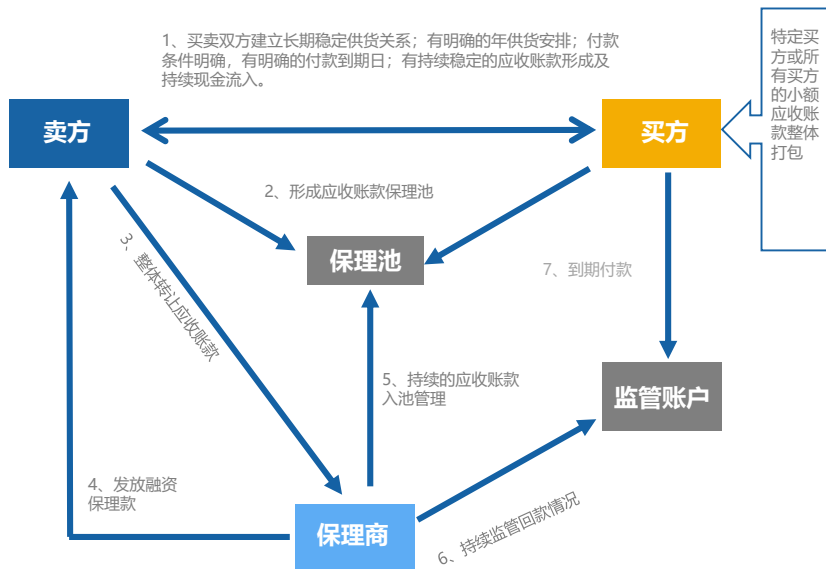 1、买卖双方建立长期稳定供货关系；有明确的年供货安排；付款
条件明确，有明确的付款到期日；有持续稳定的应收账款形成及
持续现金流入。
特定买
方或所
有买方
的小额
应收账
款整体
打包
卖方
买方
2、形成应收账款保理池
保理池
3、整体转让应收账款
7、到期付款
5、持续的应收账款
入池管理
监管账户
4、发放融资
保理款
保理商
6、持续监管回款情况